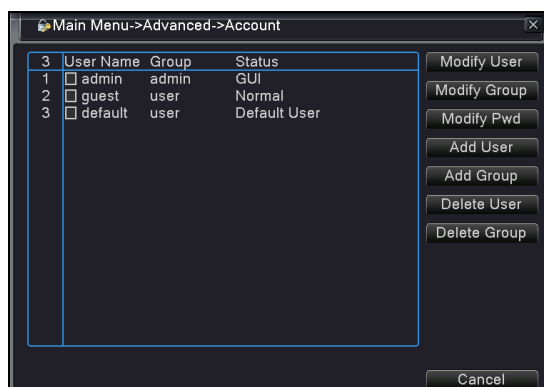 Main Menu->Advanced->Account
3 User Name Group Status
1 admin admin GUI
2 guest user Normal
3 default user Default User
Modify User
Modify Group
Modify Pwd
Add User
Add Group
Delete User
Delete Group
Cancel